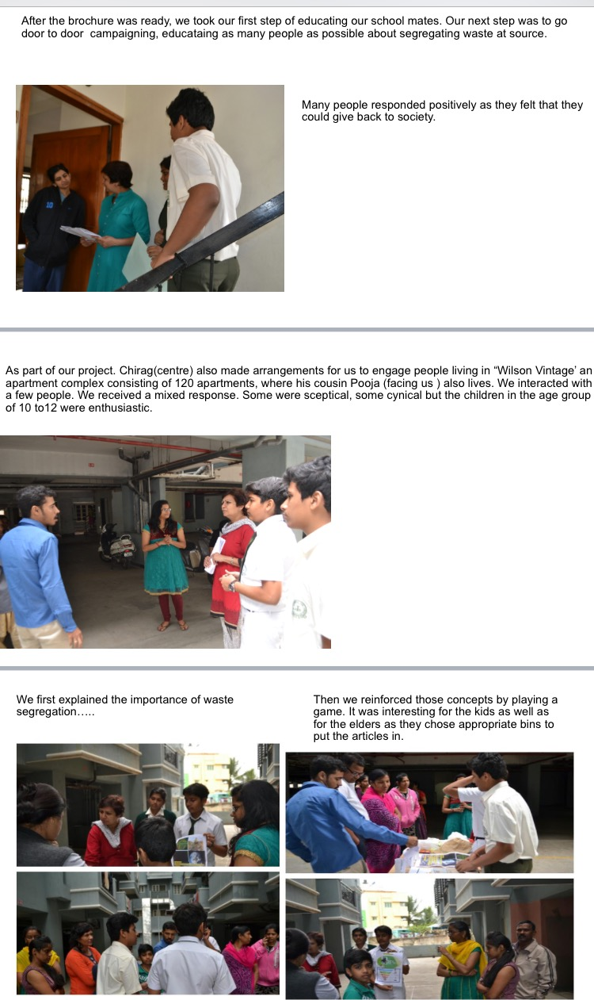 After the brochure was ready, we took our first step of educating our school mates. Our next step was to go
door to door  campaigning, educataing as many people as possible about segregating waste at source.
Many people responded positively as they felt that they
could give back to society.
10
As part of our project. Chirag(centre) also made arrangements for us to engage people living in “Wilson Vintage’ an
apartment complex consisting of 120 apartments, where his cousin Pooja (facing us ) also lives. We interacted with
a few people. We received a mixed response. Some were sceptical, some cynical but the children in the age group
of 10 to12 were enthusiastic.
We first explained the importance of waste
segregation…..
Then we reinforced those concepts by playing a
game. It was interesting for the kids as well as
for the elders as they chose appropriate bins to
put the articles in.